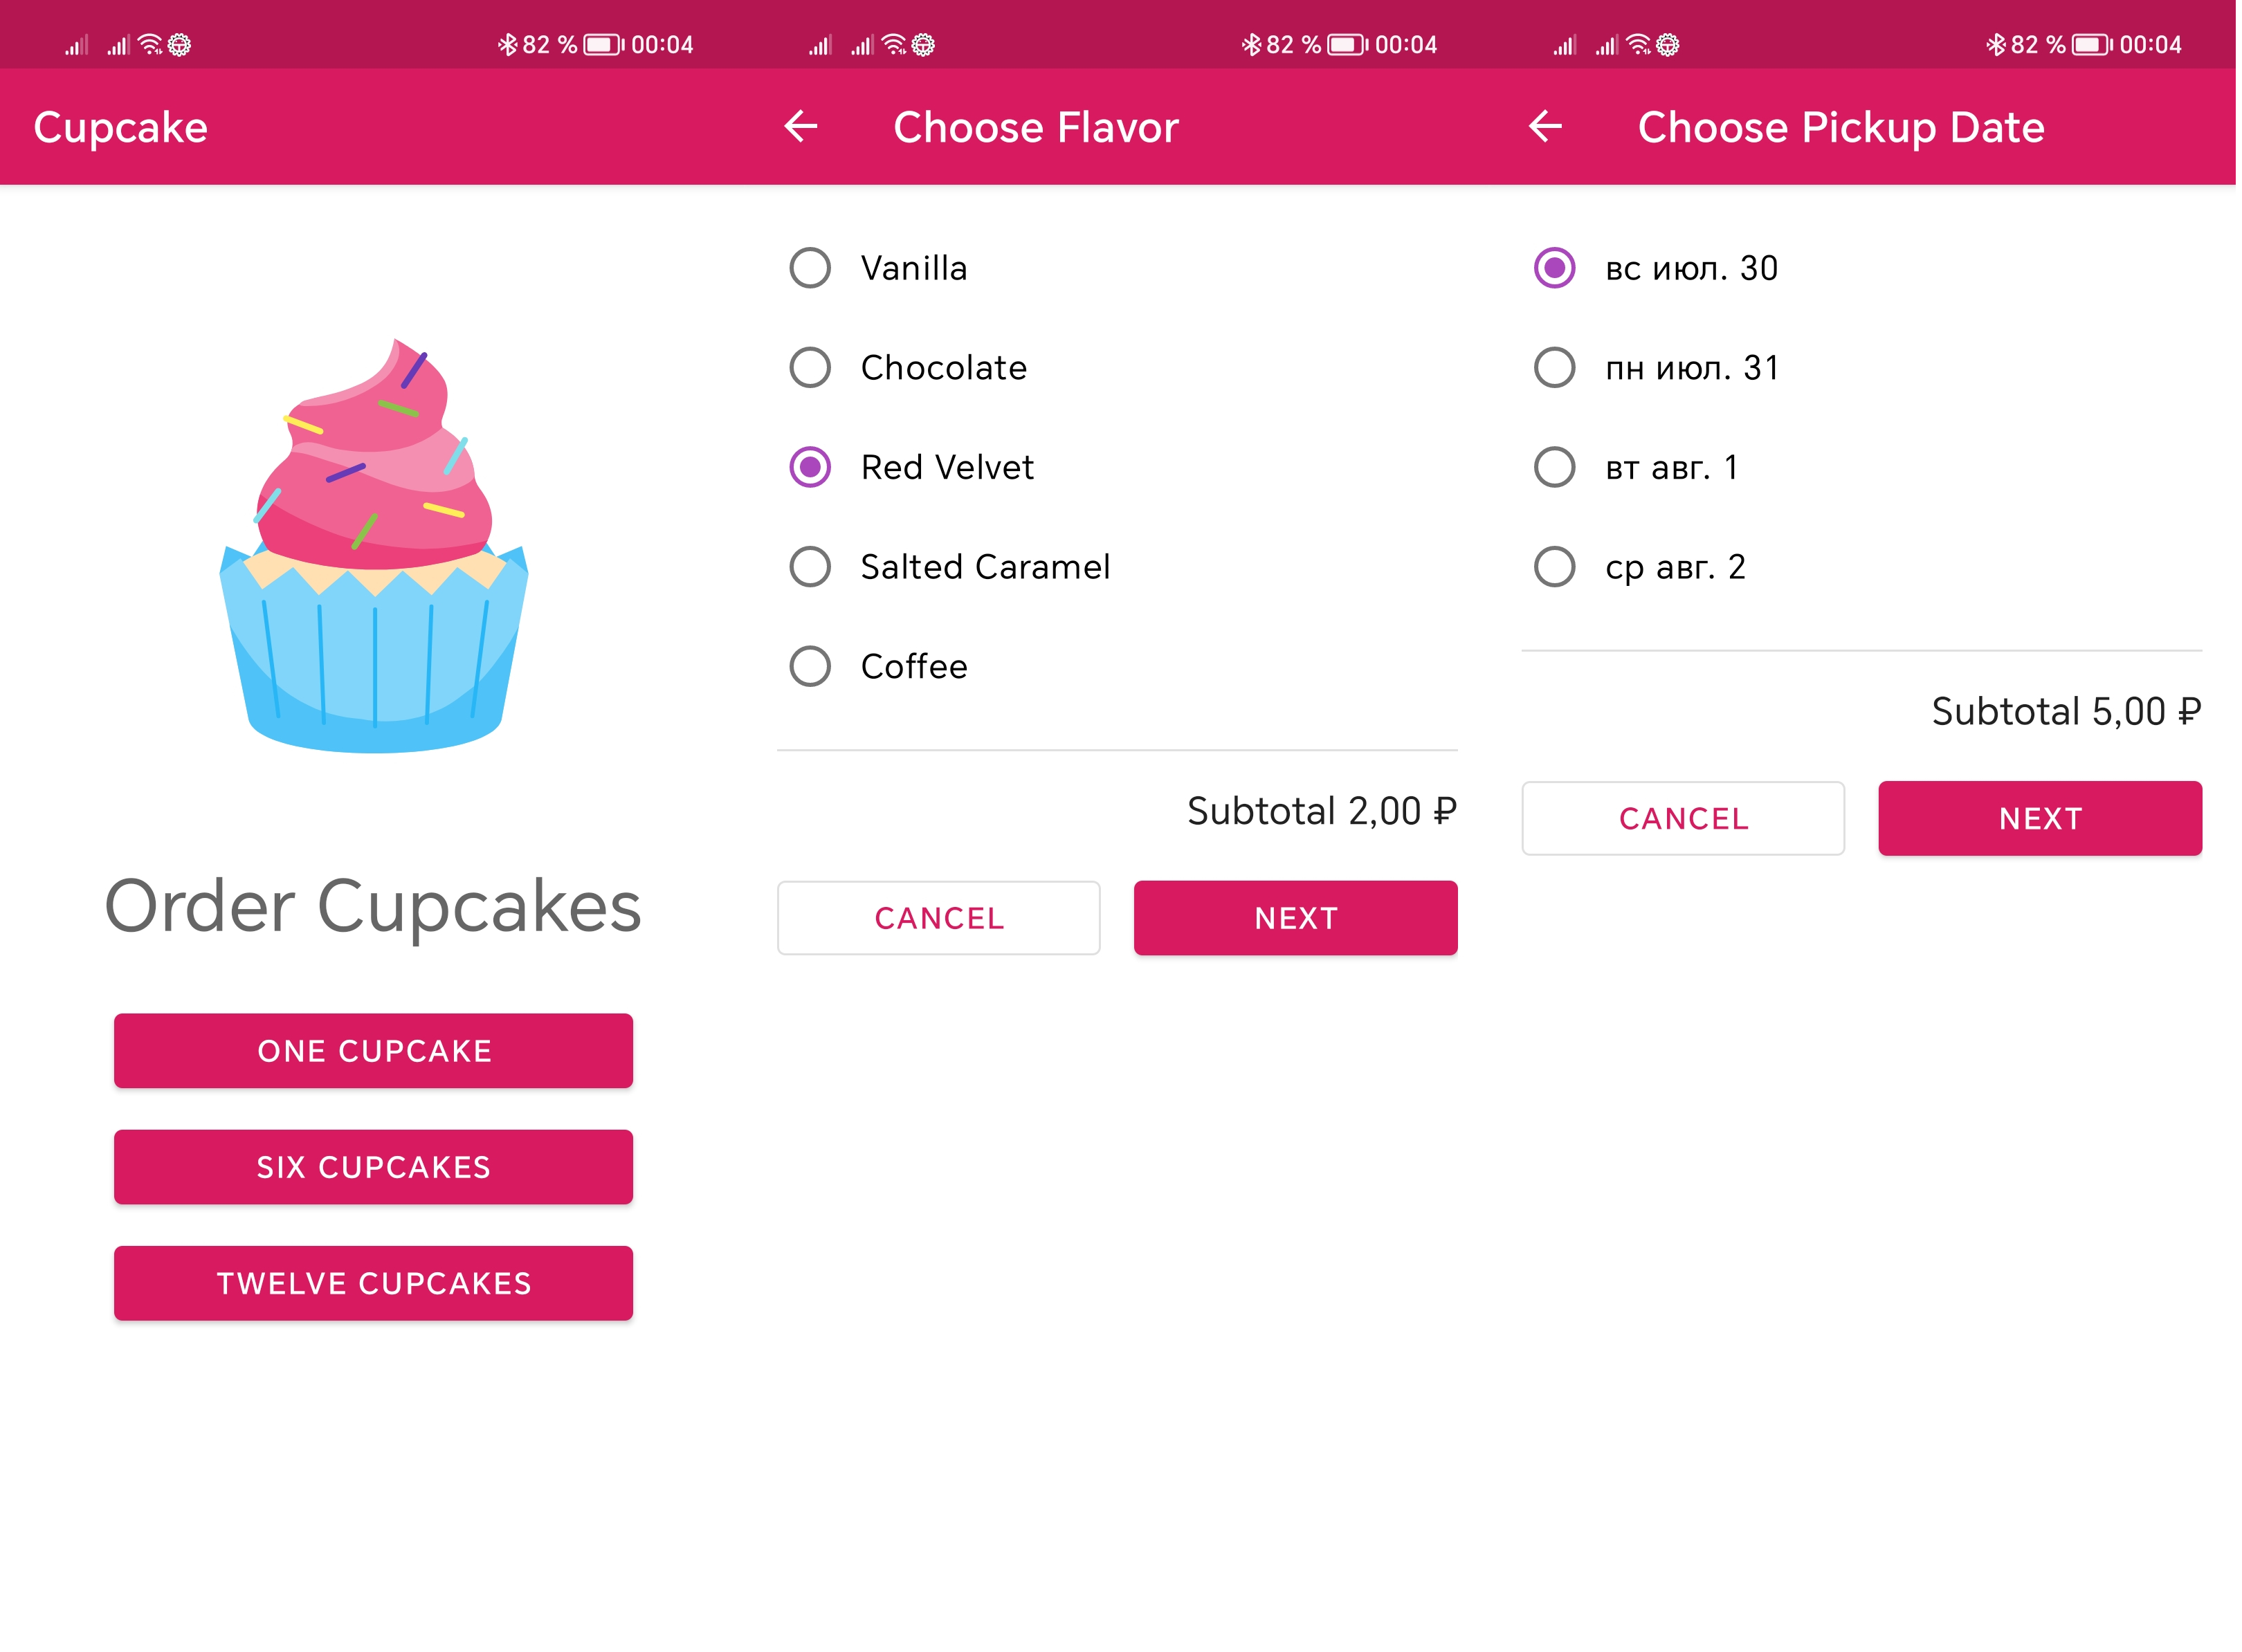 82 % 00:04
Cupcake
Order Cupcakes
ONE CUPCAKE
SIX CUPCAKES
TWELVE CUPCAKES
82 % 00:04
Choose Flavor
Vanilla
Chocolate
Red Velvet
Salted Caramel
Coffee
Subtotal 2,00 ₽
CANCEL NEXT
82 % 00:04
Choose Pickup Date
вс июл. 30
пн июл. 31
вт авг. 1
ср авг. 2
Subtotal 5,00 ₽
CANCEL NEXT